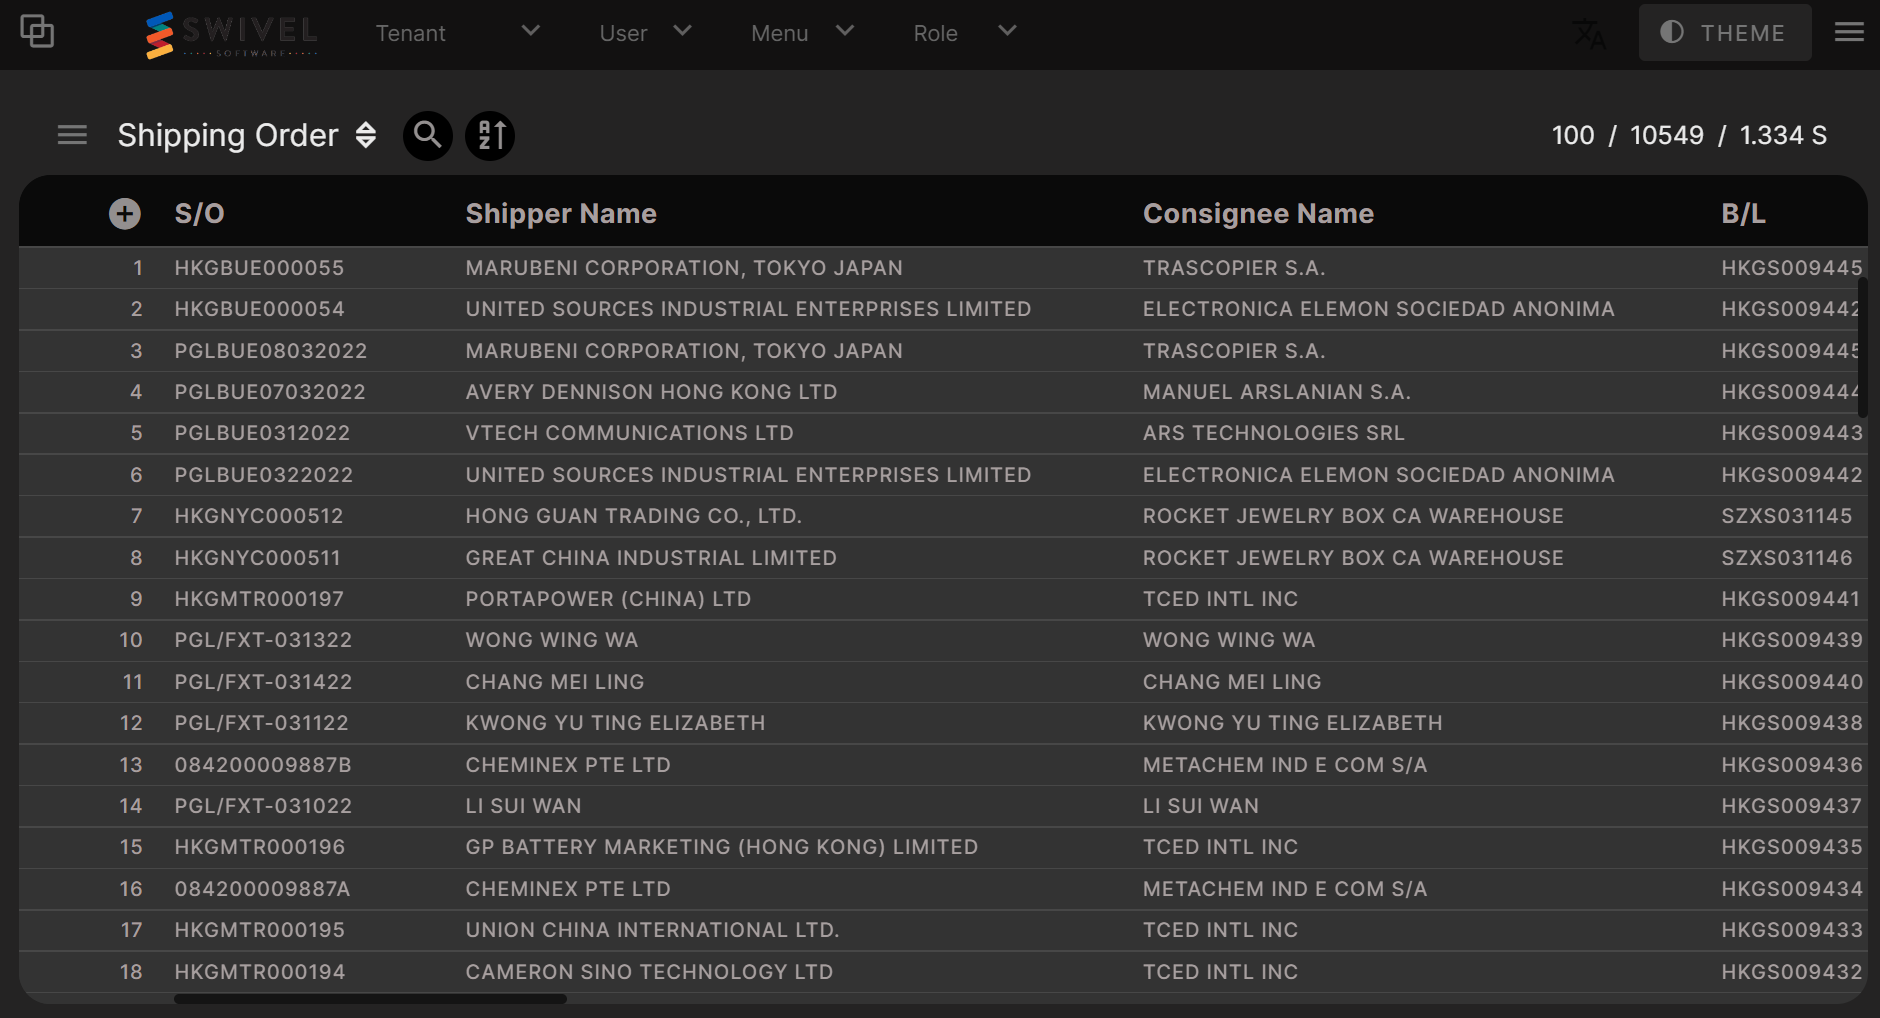 SWIVEL
SOFTWARE
Tenant User Menu Role THEME
Shipping Order 100 / 10549 / 1.334 S
S/O Shipper Name Consignee Name B/L
1 HKGBUE000055 MARUBENI CORPORATION, TOKYO JAPAN TRASCOPIER S.A. HKGS009445
2 HKGBUE000054 UNITED SOURCES INDUSTRIAL ENTERPRISES LIMITED ELECTRONICA ELEMON SOCIEDAD ANONIMA HKGS009442
3 PGLBUE08032022 MARUBENI CORPORATION, TOKYO JAPAN TRASCOPIER S.A. HKGS009445
4 PGLBUE07032022 AVERY DENNISON HONG KONG LTD MANUEL ARSLANIAN S.A. HKGS009444
5 PGLBUE0312022 VTECH COMMUNICATIONS LTD ARS TECHNOLOGIES SRL HKGS009443
6 PGLBUE0322022 UNITED SOURCES INDUSTRIAL ENTERPRISES LIMITED ELECTRONICA ELEMON SOCIEDAD ANONIMA HKGS009442
7 HKGNYC000512 HONG GUAN TRADING CO., LTD. ROCKET JEWELRY BOX CA WAREHOUSE SZXS031145
8 HKGNYC000511 GREAT CHINA INDUSTRIAL LIMITED ROCKET JEWELRY BOX CA WAREHOUSE SZXS031146
9 HKGMTR000197 PORTAPOWER (CHINA) LTD TCED INTL INC HKGS009441
10 PGL/FXT-031322 WONG WING WA WONG WING WA HKGS009439
11 PGL/FXT-031422 CHANG MEI LING CHANG MEI LING HKGS009440
12 PGL/FXT-031122 KWONG YU TING ELIZABETH KWONG YU TING ELIZABETH HKGS009438
13 084200009887B CHEMINEX PTE LTD METACHEM IND E COM S/A HKGS009436
14 PGL/FXT-031022 LI SUI WAN LI SUI WAN HKGS009437
15 HKGMTR000196 GP BATTERY MARKETING (HONG KONG) LIMITED TCED INTL INC HKGS009435
16 084200009887A CHEMINEX PTE LTD METACHEM IND E COM S/A HKGS009434
17 HKGMTR000195 UNION CHINA INTERNATIONAL LTD. TCED INTL INC HKGS009433
18 HKGMTR000194 CAMERON SINO TECHNOLOGY LTD TCED INTL INC HKGS009432